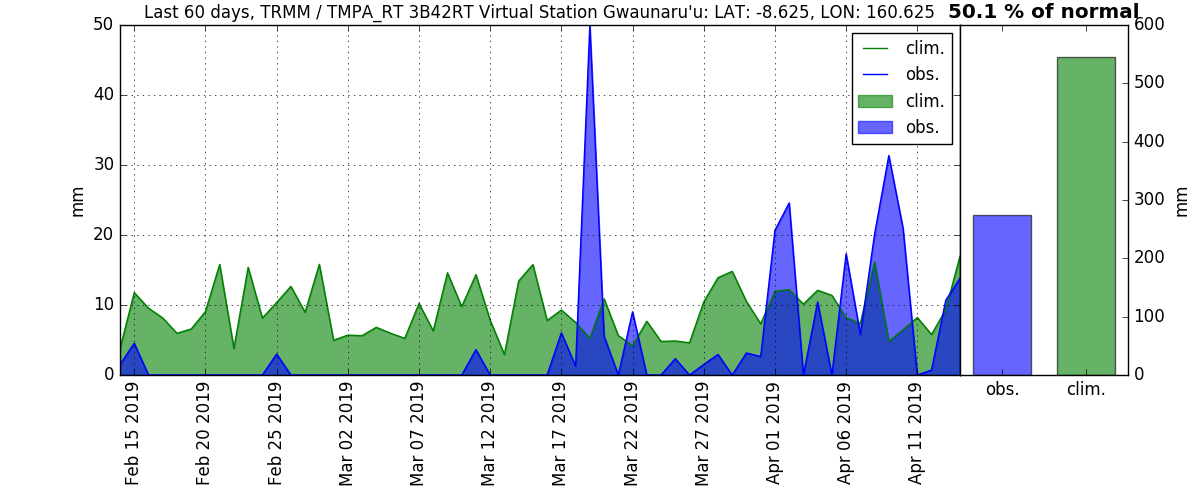 Last 60 days, TRMM / TMPA_RT 3B42RT Virtual Station Gwaunaru'u: LAT: -8.625, LON: 160.625
50.1 % of normal
50
40
30
20
10
0
mm
clim.
obs.
clim.
obs.
600
500
400
300
200
100
0
mm
Feb 15 2019
Feb 20 2019
Feb 25 2019
Mar 02 2019
Mar 07 2019
Mar 12 2019
Mar 17 2019
Mar 22 2019
Mar 27 2019
Apr 01 2019
Apr 06 2019
Apr 11 2019
obs.
clim.